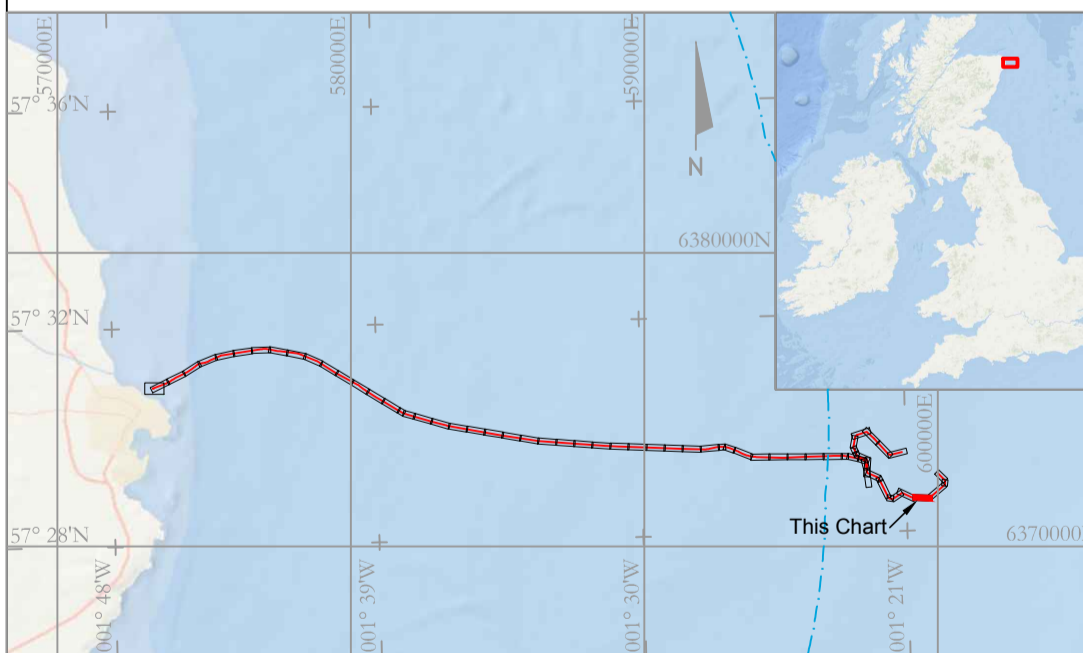 570000E
580000E
590000E
57° 36'N
N
6380000N
57° 32'N
600000E
This Chart
57° 28'N
6370000
001° 48'W
001° 39'W
001° 30'W
001° 21'W